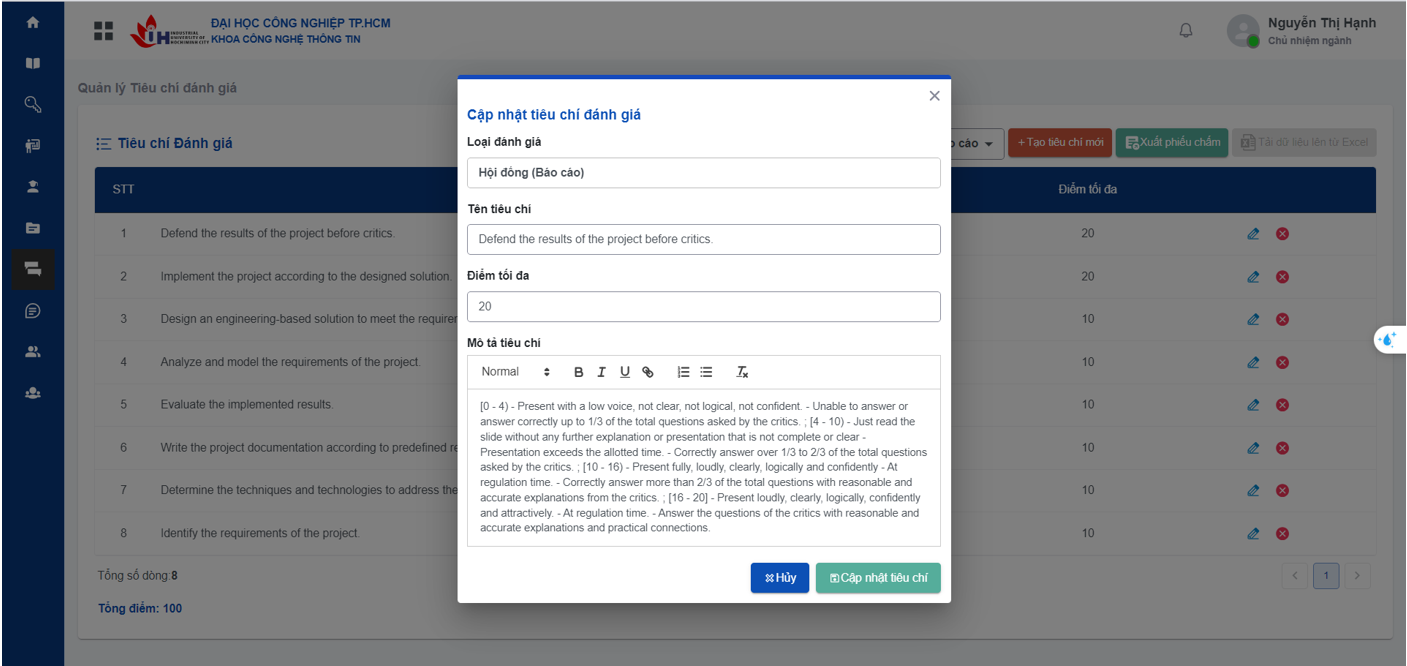 ĐẠI HỌC CÔNG NGHIỆP TP.HCM
KHOA CÔNG NGHỆ THÔNG TIN
INDUSTRIAL
UNIVERSITY OF
HOCHIMINH CITY
Nguyễn Thị Hạnh
Chủ nhiệm ngành
Quản lý Tiêu chí đánh giá
Tiêu chí Đánh giá
cáo
+Tạo tiêu chí mới
Xuất phiếu chấm
Tải dữ liệu lên từ Excel
STT
Điểm tối đa
1 Defend the results of the project before critics. 20
2 Implement the project according to the designed solution. 20
3 Design an engineering-based solution to meet the 10
4 Analyze and model the requirements of the project. 10
5 Evaluate the implemented results. 10
6 Write the project documentation according to predefined 10
7 Determine the techniques and technologies to address the 10
8 Identify the requirements of the project. 10
Tổng số dòng:8
1
Tổng điểm: 100
Cập nhật tiêu chí đánh giá
Loại đánh giá
Hội đồng (Báo cáo)
Tên tiêu chí
Defend the results of the project before critics.
Điểm tối đa
20
Mô tả tiêu chí
Normal B I U
[0 - 4) - Present with a low voice, not clear, not logical, not confident. - Unable to answer or
answer correctly up to 1/3 of the total questions asked by the critics. ; [4 - 10) - Just read the
slide without any further explanation or presentation that is not complete or clear -
Presentation exceeds the allotted time. - Correctly answer over 1/3 to 2/3 of the total questions
asked by the critics. ; [10 - 16) - Present fully, loudly, clearly, logically and confidently - At
regulation time. - Correctly answer more than 2/3 of the total questions with reasonable and
accurate explanations from the critics. ; [16 - 20] - Present loudly, clearly, logically, confidently
and attractively. - At regulation time. - Answer the questions of the critics with reasonable and
accurate explanations and practical connections.
Hủy
Cập nhật tiêu chí